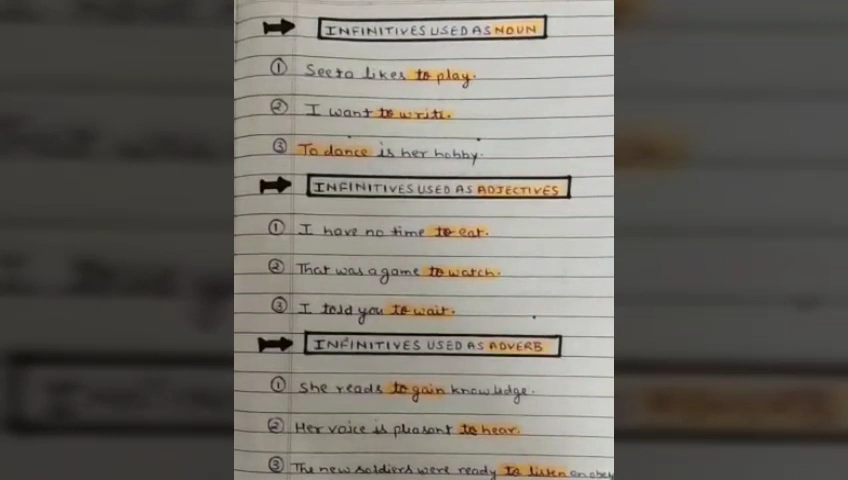 INFINITIVES USED AS NOUN
① Seeta likes to play.
② I want to write.
③ To dance is her hobby.
INFINITIVES USED AS ADJECTIVES
① I have no time to eat.
② That was a game to watch.
③ I told you to wait.
INFINITIVES USED AS ADVERB
① She reads to gain knowledge.
② Her voice is pleasant to hear.
③ The new soldiers were ready to listen